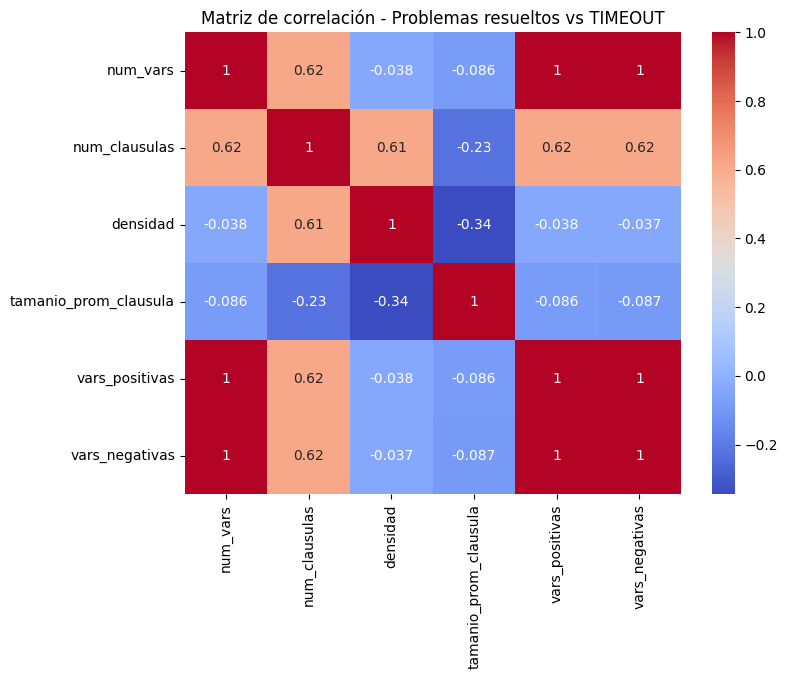 Matriz de correlación - Problemas resueltos vs TIMEOUT
num_vars 1 0.62 -0.038 -0.086 1 1
num_clausulas 0.62 1 0.61 -0.23 0.62 0.62
densidad -0.038 0.61 1 -0.34 -0.038 -0.037
tamanio_prom_clausula -0.086 -0.23 -0.34 1 -0.086 -0.087
vars_positivas 1 0.62 -0.038 -0.086 1 1
vars_negativas 1 0.62 -0.037 -0.087 1 1
num_vars
num_clausulas
densidad
tamanio_prom_clausula
vars_positivas
vars_negativas
1.0
0.8
0.6
0.4
0.2
0.0
−0.2